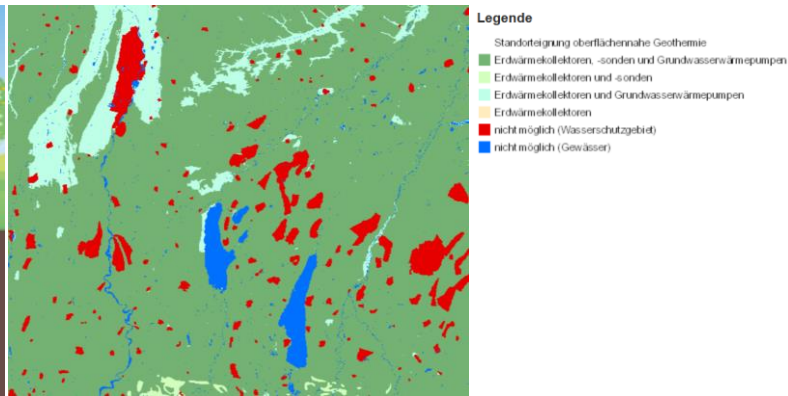 Legende
Standorteignung oberflächennahe Geothermie
Erdwärmekollektoren, -sonden und Grundwasserwärmepumpen
Erdwärmekollektoren und -sonden
Erdwärmekollektoren und Grundwasserwärmepumpen
Erdwärmekollektoren
nicht möglich (Wasserschutzgebiet)
nicht möglich (Gewässer)